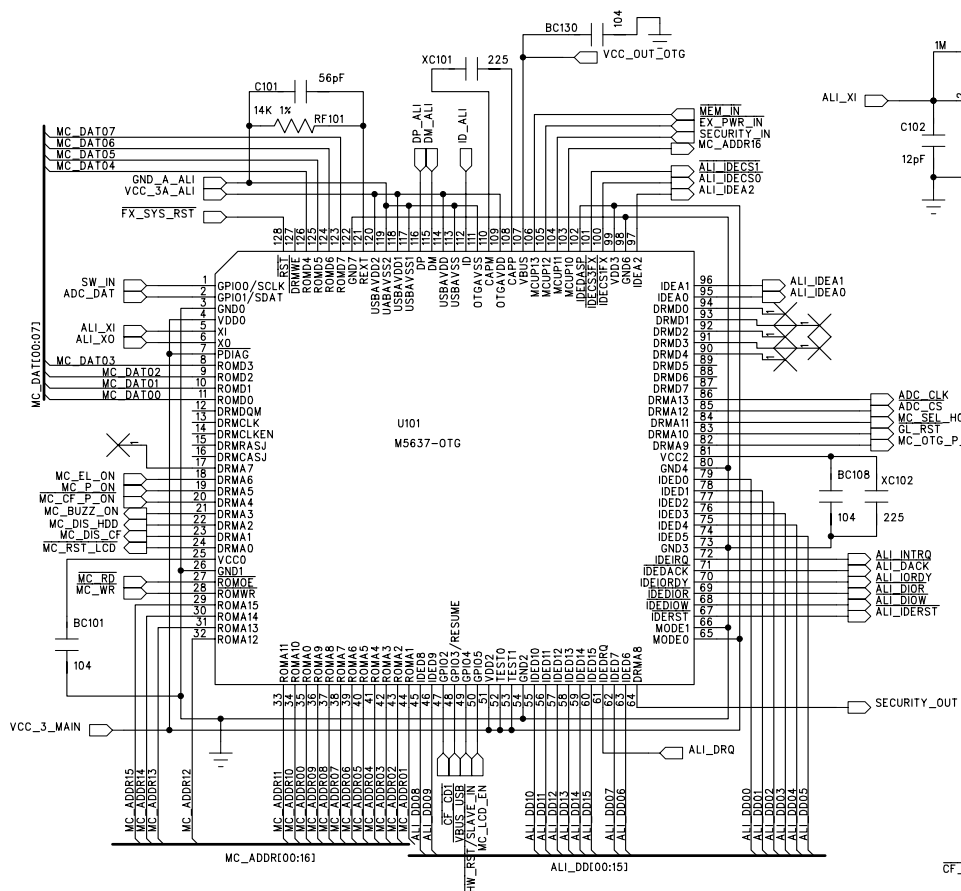 BC130
104
VCC_OUT_OTG
XC101
225
C101
56pF
14K 1%
RF101
1M
ALI_XI
C102
12pF
DP_ALI
DM_ALI
ID_ALI
MEM_IN
EX_PWR_IN
SECURITY_IN
MC_ADDR16
ALI_IDECS1
ALI_IDECS0
ALI_IDEA2
MC_DAT07
MC_DAT06
MC_DAT05
MC_DAT04
GND_A_ALI
VCC_3A_ALI
FX_SYS_RST
128
127
126
125
124
123
122
121
120
119
118
117
116
115
114
113
112
111
110
109
108
107
106
105
104
103
102
101
100
99
98
97
RST
DRMWE
ROMD4
ROMD5
ROMD6
ROMD7
GND7
REXT
USBAVDD2
UABAVSS2
USBAVDD1
USBAVSS1
DP
DM
USBAVDD
USBAVSS
ID
OTGAVSS
CAPM
OTGAVDD
CAPP
VBUS
MCUP13
MCUP12
MCUP11
MCUP10
IDEDASP
IDECS3FX
IDECS1FX
VDD3
GND6
IDEA2
SW_IN
ADC_DAT
ALI_XI
ALI_XO
MC_DAT[00:07]
MC_DAT03
MC_DAT02
MC_DAT01
MC_DAT00
1 GPIO0/SCLK
2 GPIO1/SDAT
3 GND0
4 VDD0
5 XI
6 XO
7 PDIAG
8 ROMD3
9 ROMD2
10 ROMD1
11 ROMD0
12 DRMDQM
13 DRMCLK
14 DRMCLKEN
15 DRMRASJ
16 DRMCASJ
17 DRMA7
18 DRMA6
19 DRMA5
20 DRMA4
21 DRMA3
22 DRMA2
23 DRMA1
24 DRMA0
25 VCC0
26 GND1
27 ROMOE
28 ROMWR
29 ROMA15
30 ROMA14
31 ROMA13
32 ROMA12
U101
M5637-OTG
IDEA1 96
IDEA0 95
DRMD0 94
DRMD1 93
DRMD2 92
DRMD3 91
DRMD4 90
DRMD5 89
DRMD6 88
DRMD7 87
DRMA13 86
DRMA12 85
DRMA11 84
DRMA10 83
DRMA9 82
VCC2 81
GND4 80
IDED0 79
IDED1 78
IDED2 77
IDED3 76
IDED4 75
IDED5 74
GND3 73
IDEIRQ 72
IDEDACK 71
IDEIORDY 70
IDEDIOR 69
IDEDIOW 68
IDERST 67
MODE1 66
MODE0 65
ALI_IDEA1
ALI_IDEA0
1
1
1
1
1
ADC_CLK
ADC_CS
MC_SEL_HO
GL_RST
MC_OTG_P_
BC108
104
XC102
225
ALI_INTRQ
ALI_DACK
ALI_IORDY
ALI_DIOR
ALI_DIOW
ALI_IDERST
1
MC_EL_ON
MC_P_ON
MC_CF_P_ON
MC_BUZZ_ON
MC_DIS_HDD
MC_DIS_CF
MC_RST_LCD
MC_RD
MC_WR
BC101
104
ROMA11
ROMA10
ROMA0
ROMA9
ROMA8
ROMA7
ROMA6
ROMA5
ROMA4
ROMA3
ROMA2
ROMA1
IDED8
IDED9
GPIO2
GPIO3/RESUME
GPIO4
GPIO5
VDD2
TEST0
TEST1
GND2
IDED10
IDED11
IDED12
IDED13
IDED14
IDED15
IDEDRQ
IDED7
IDED6
DRMA8
33
34
35
36
37
38
39
40
41
42
43
44
45
46
47
48
49
50
51
52
53
54
55
56
57
58
59
60
61
62
63
64
VCC_3_MAIN
SECURITY_OUT
ALI_DRQ
MC_ADDR15
MC_ADDR14
MC_ADDR13
MC_ADDR12
MC_ADDR11
MC_ADDR10
MC_ADDR00
MC_ADDR09
MC_ADDR08
MC_ADDR07
MC_ADDR06
MC_ADDR05
MC_ADDR04
MC_ADDR03
MC_ADDR02
MC_ADDR01
ALI_DD08
ALI_DD09
CF_CD1
VBUS_USB
HW_RST/SLAVE_IN
MC_LCD_EN
ALI_DD10
ALI_DD11
ALI_DD12
ALI_DD13
ALI_DD14
ALI_DD15
ALI_DD07
ALI_DD06
ALI_DD00
ALI_DD01
ALI_DD02
ALI_DD03
ALI_DD04
ALI_DD05
MC_ADDR[00:16]
ALI_DD[00:15]
CF_